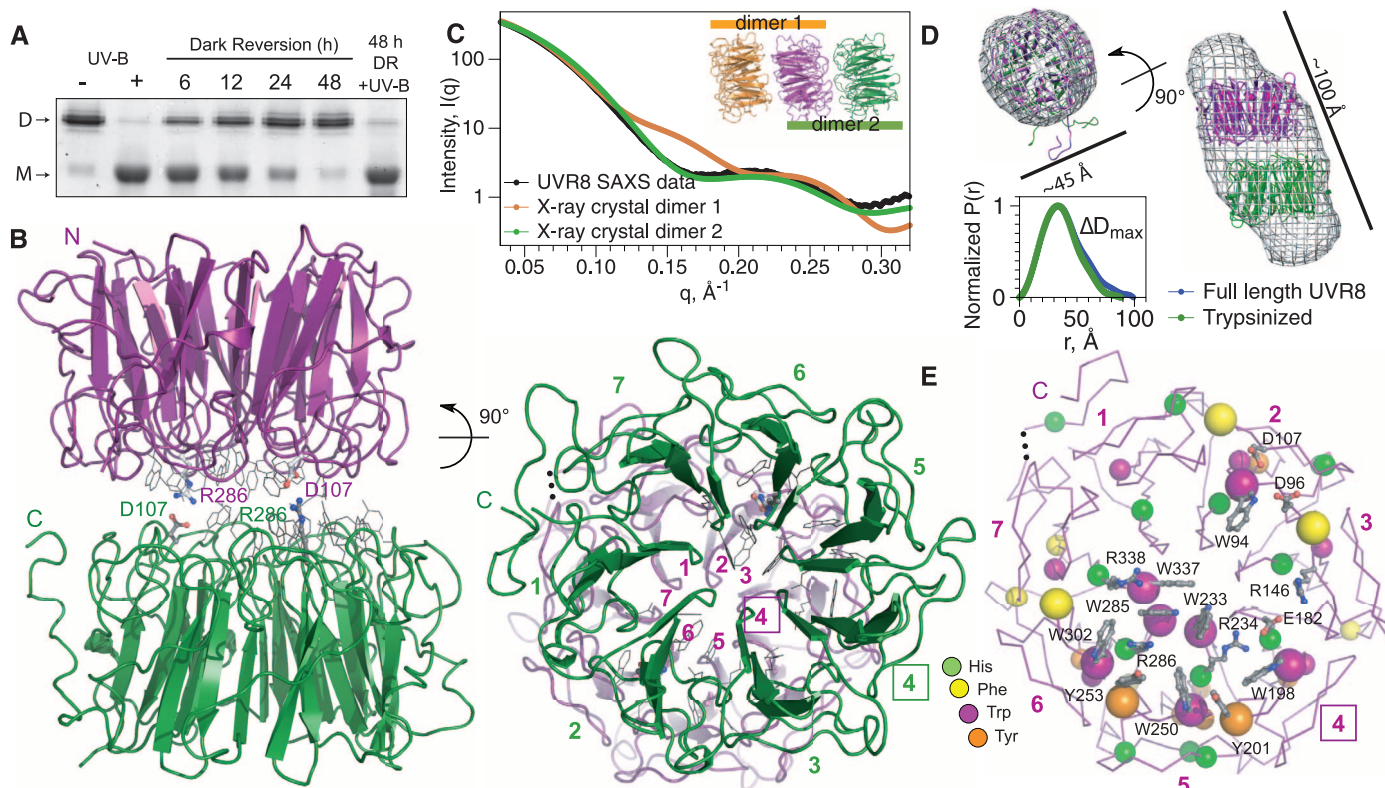 A
UV-B
Dark Reversion (h)
48 h
DR
+UV-B
- + 6 12 24 48
D
M
B
N
D107
R286
R286
D107
C
90°
C
Intensity, I(q)
100
10
1
dimer 1
dimer 2
UVR8 SAXS data
X-ray crystal dimer 1
X-ray crystal dimer 2
0.05 0.10 0.15 0.20 0.25 0.30
q, Å-1
D
90°
~45 Å
~100 Å
Normalized P(r)
1
0
ΔDmax
0 50 100
r, Å
Full length UVR8
Trypsinized
C
7
6
5
4
3
2
1
1
2
3
4
5
6
7
E
His
Phe
Trp
Tyr
C
1
2
3
4
5
6
7
D107
D96
W94
R338
W337
W285
W233
R146
R234
E182
W302
R286
W198
Y253
W250
Y201